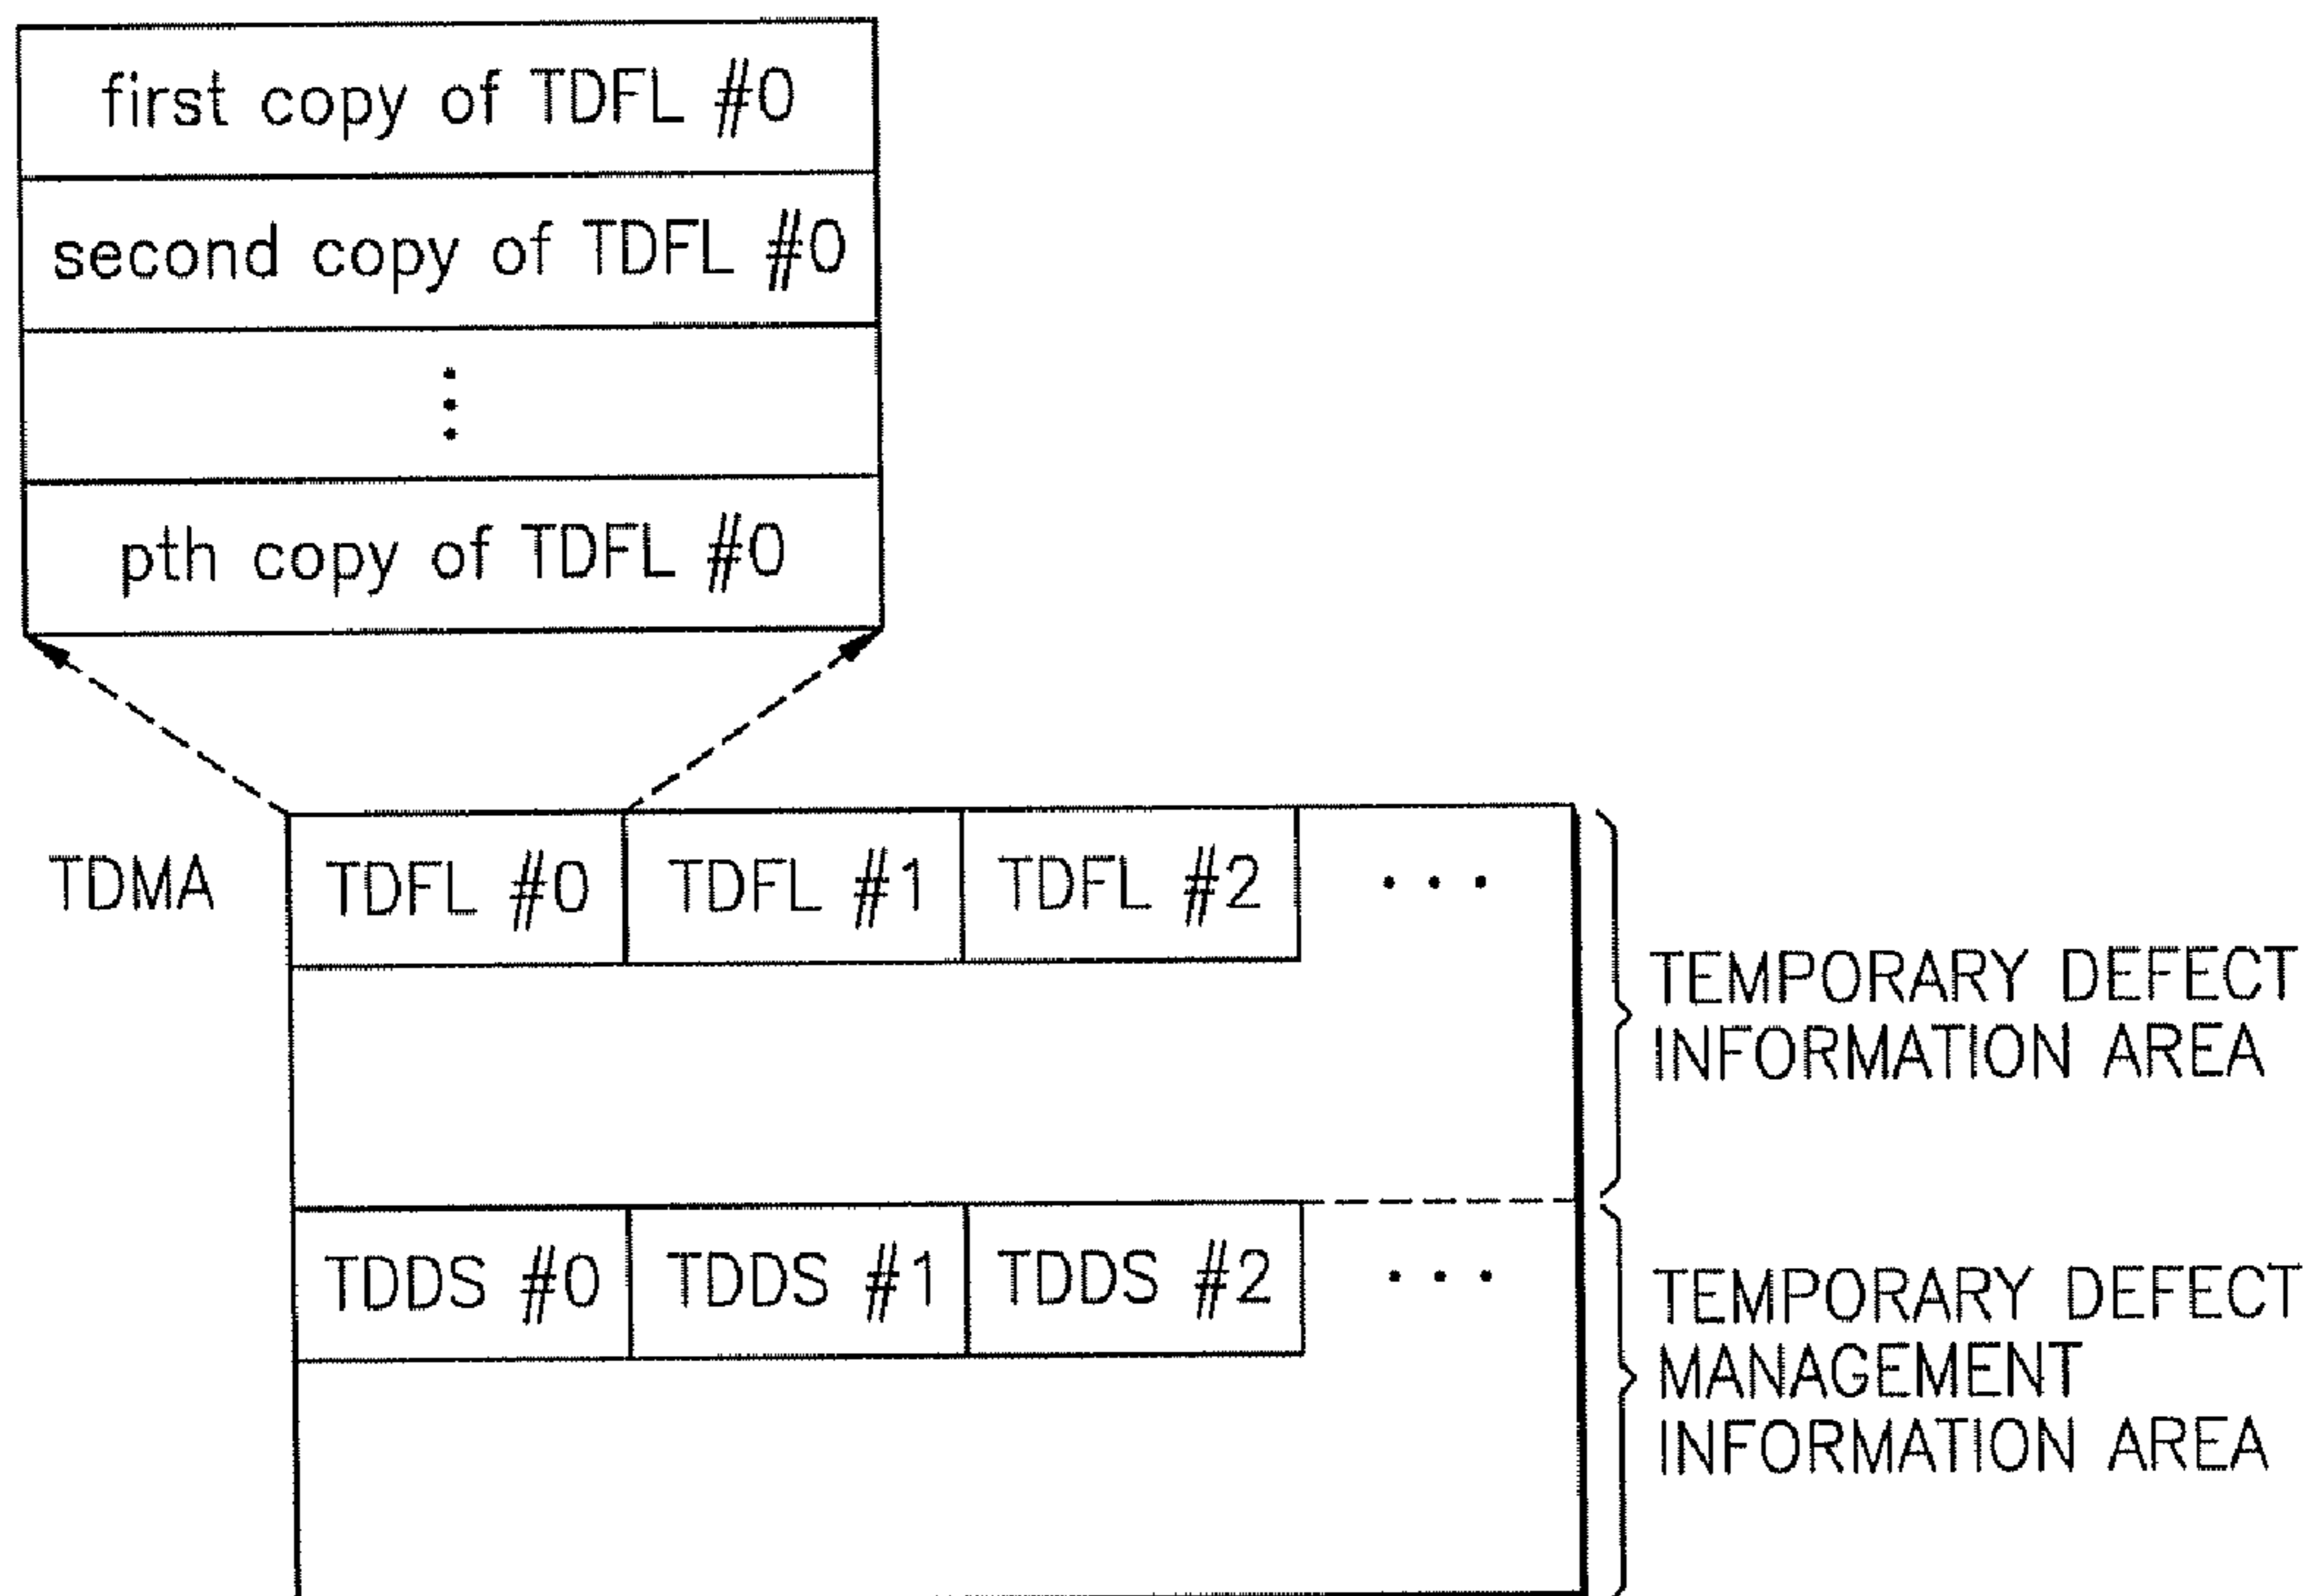 first copy of TDFL #0
second copy of TDFL #0
⋮
pth copy of TDFL #0
TDMA
TDFL #0
TDFL #1
TDFL #2
...
TEMPORARY DEFECT
INFORMATION AREA
TDDS #0
TDDS #1
TDDS #2
...
TEMPORARY DEFECT
MANAGEMENT
INFORMATION AREA